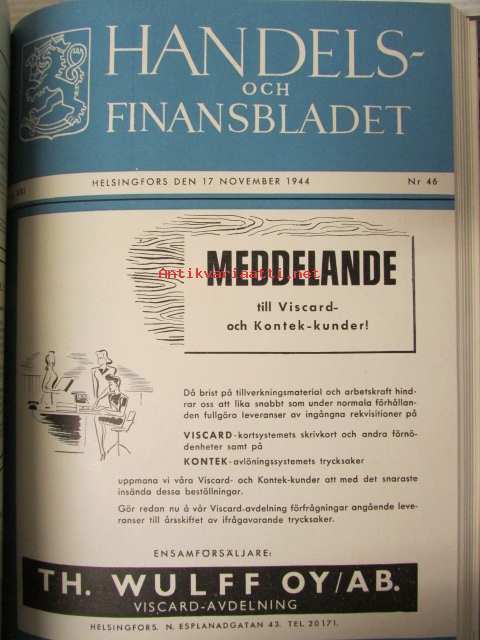 HANDELS-
OCH
FINANSBLADET
HELSINGFORS DEN 17 NOVEMBER 1944 Nr 46
MEDDELANDE
Antikvariaatti.net
till Viscard-
och Kontek-kunder!
Då brist på tillverkningsmaterial och arbetskraft hind-
rar oss att lika snabbt som under normala förhållan-
den fullgöra leveranser av ingångna rekvisitioner på
VISCARD-kortsystemets skrivkort och andra förnö-
denheter samt på
KONTEK-avlöningssystemets trycksaker
uppmana vi våra Viscard- och Kontek-kunder att med det snaraste
insända dessa beställningar.
Gör redan nu å vår Viscard-avdelning förfrågningar angående leve-
ranser till årsskiftet av ifrågavarande trycksaker.
ENSAMFÖRSÄLJARE:
TH. WULFF OY/AB.
VISCARD-AVDELNING
HELSINGFORS. N. ESPLANADGATAN 43. TEL. 20171.